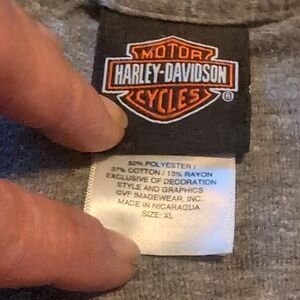 MOTOR
HARLEY-DAVIDSON
CYCLES
®
50% POLYESTER /
37% COTTON / 13% RAYON
EXCLUSIVE OF DECORATION
STYLE AND GRAPHICS
©VF IMAGEWEAR, INC.
MADE IN NICARAGUA
SIZE: XL